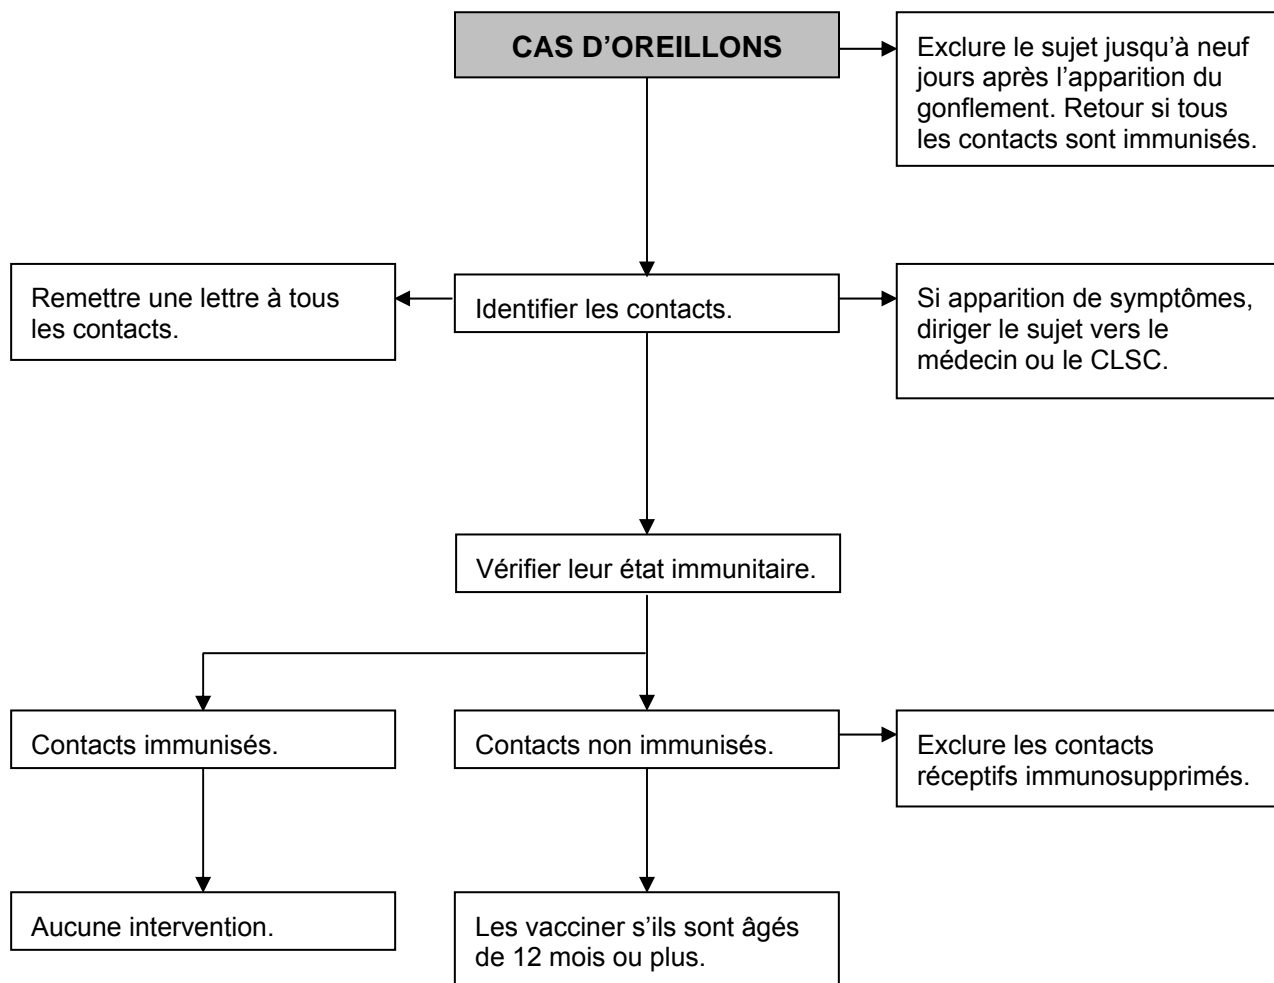 CAS D’OREILLONS
Exclure le sujet jusqu’à neuf
jours après l’apparition du
gonflement. Retour si tous
les contacts sont immunisés.
Remettre une lettre à tous
les contacts.
Identifier les contacts.
Si apparition de symptômes,
diriger le sujet vers le
médecin ou le CLSC.
Vérifier leur état immunitaire.
Contacts immunisés.
Contacts non immunisés.
Exclure les contacts
réceptifs immunosupprimés.
Aucune intervention.
Les vacciner s’ils sont âgés
de 12 mois ou plus.